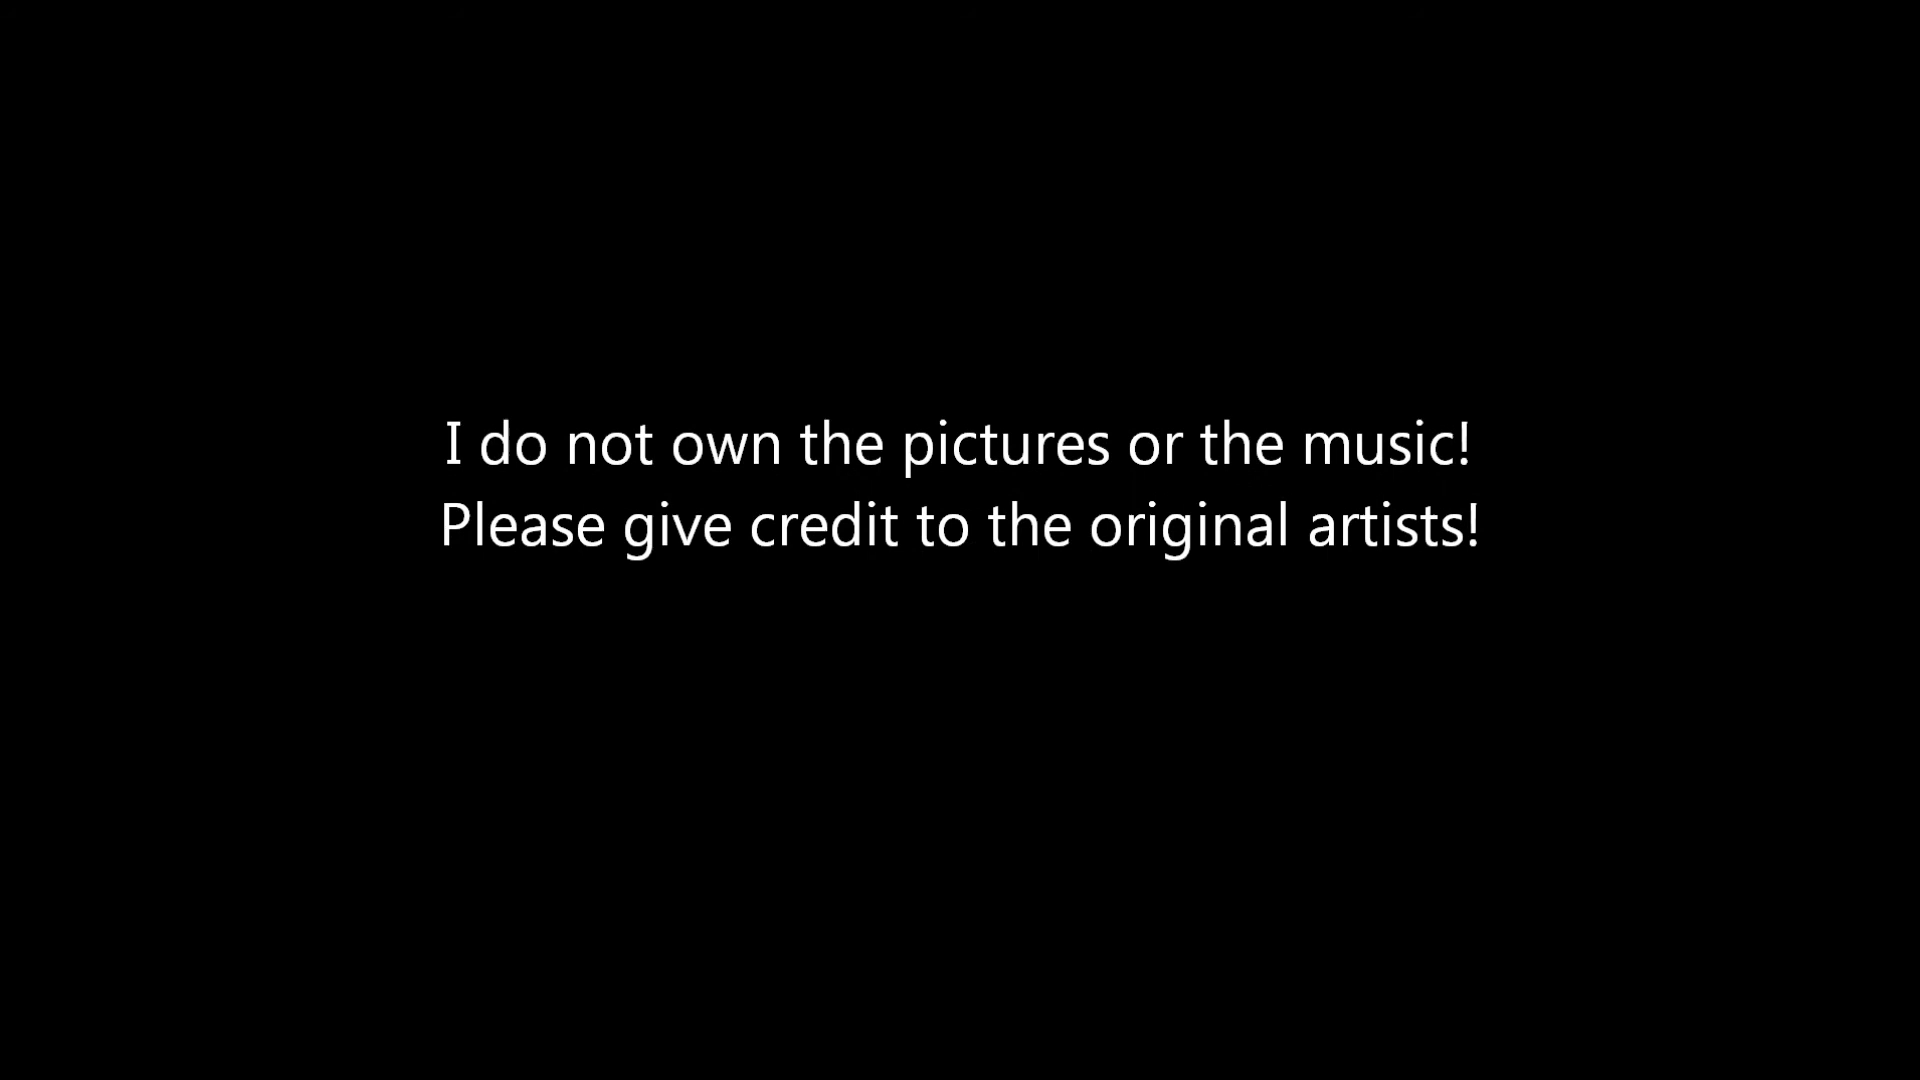 I do not own the pictures or the music!
Please give credit to the original artists!